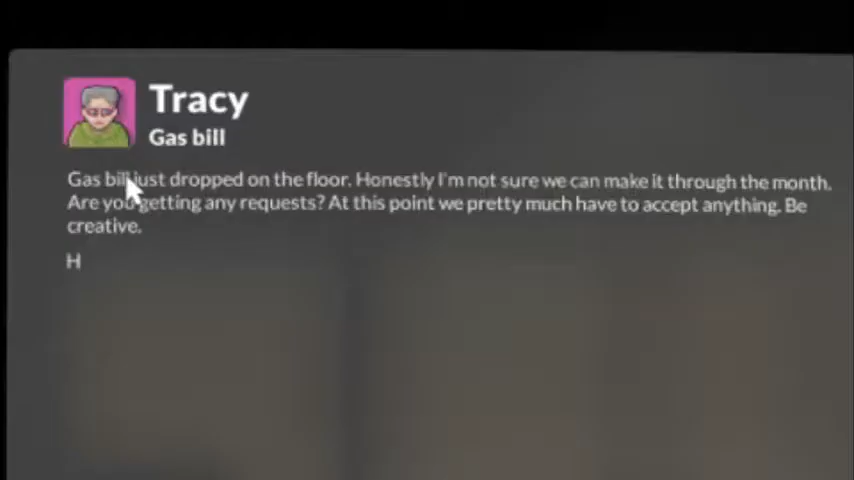 Tracy
Gas bill
Gas bill just dropped on the floor. Honestly I'm not sure we can make it through the month.
Are you getting any requests? At this point we pretty much have to accept anything. Be
creative.
H